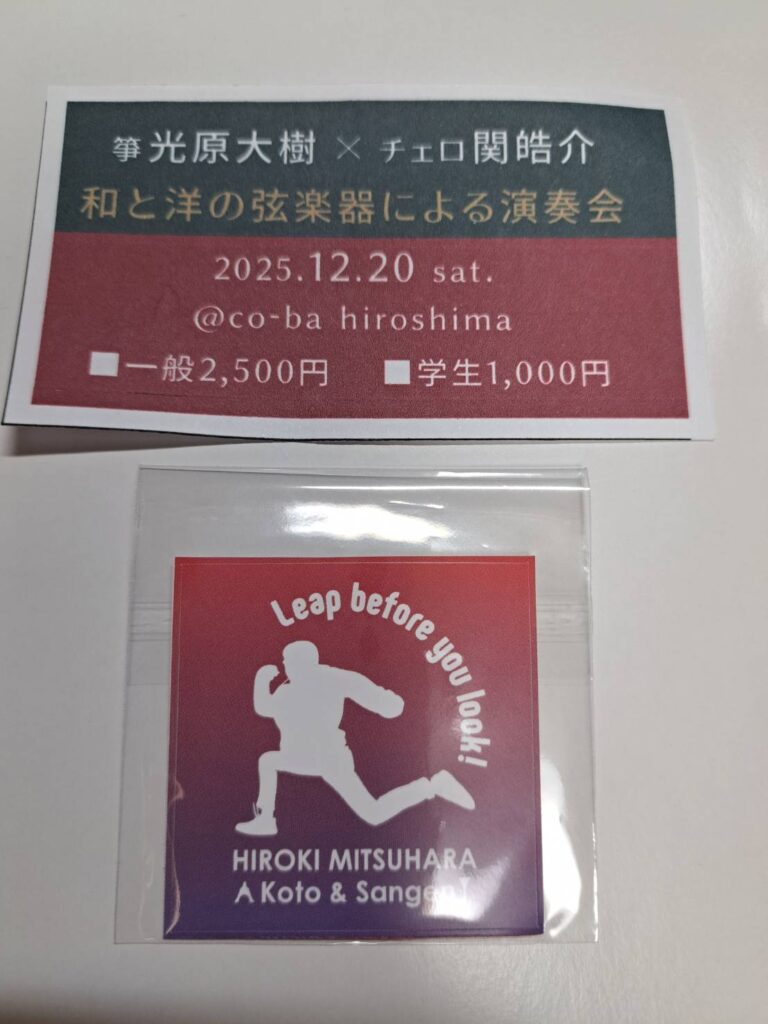 箏光原大樹 × チェロ関皓介
和と洋の弦楽器による演奏会
2025.12.20 sat.
@co-ba hiroshima
■一般2,500円 ■学生1,000円
Leap before you look!
HIROKI MITSUHARA
Koto & Sangen